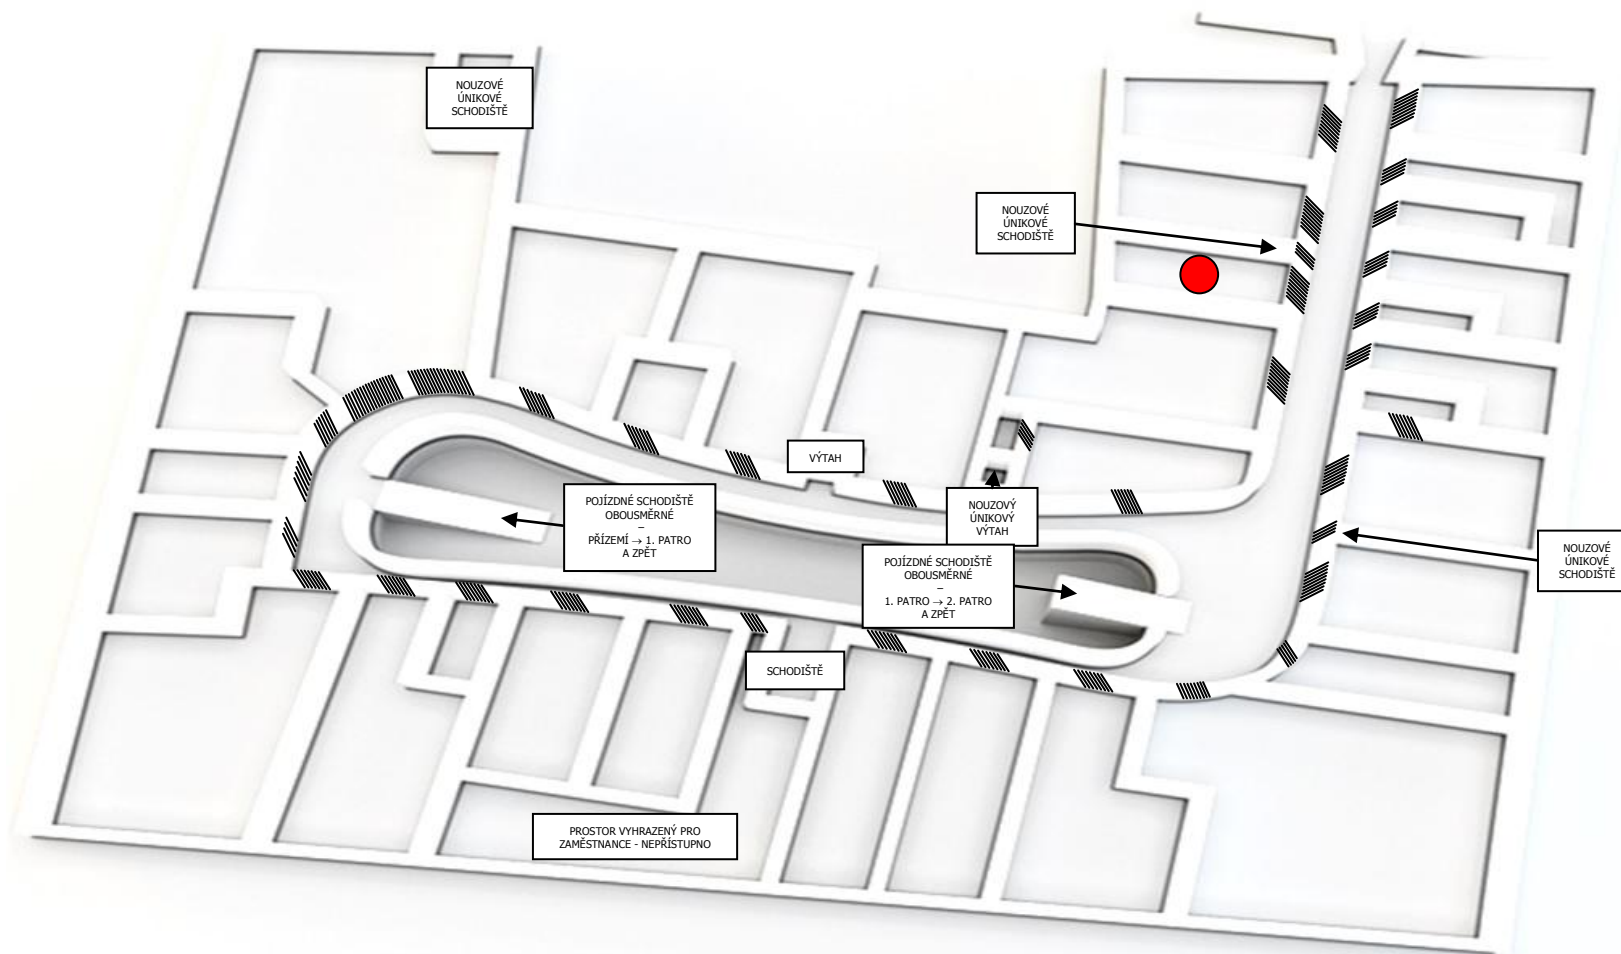 NOUZOVÉ
ÚNIKOVÉ
SCHODIŠTĚ
NOUZOVÉ
ÚNIKOVÉ
SCHODIŠTĚ
VÝTAH
POJÍZDNÉ SCHODIŠTĚ
OBOUSMĚRNÉ
–
PŘÍZEMÍ → 1. PATRO
A ZPĚT
NOUZOVÝ
ÚNIKOVÝ
VÝTAH
POJÍZDNÉ SCHODIŠTĚ
OBOUSMĚRNÉ
–
1. PATRO → 2. PATRO
A ZPĚT
NOUZOVÉ
ÚNIKOVÉ
SCHODIŠTĚ
SCHODIŠTĚ
PROSTOR VYHRAZENÝ PRO
ZAMĚSTNANCE - NEPŘÍSTUPNO